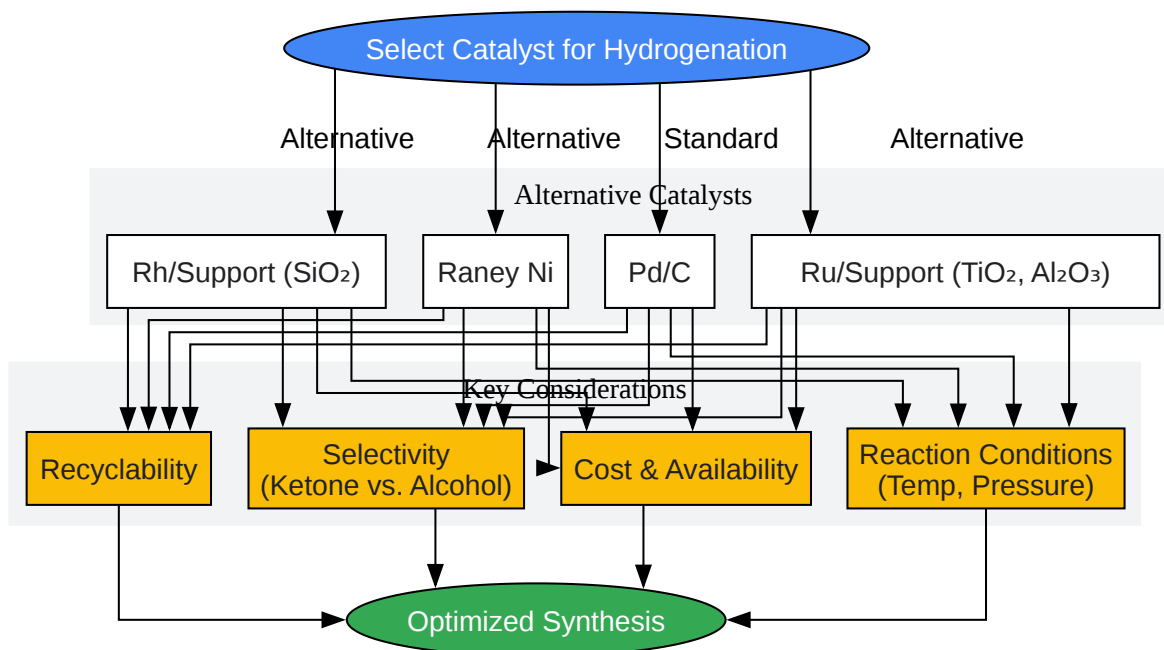 Select Catalyst for Hydrogenation
Alternative
Alternative
Standard
Alternative
Alternative Catalysts
Rh/Support (SiO₂)
Raney Ni
Pd/C
Ru/Support (TiO₂, Al₂O₃)
Key Considerations
Recyclability
Selectivity
(Ketone vs. Alcohol)
Cost & Availability
Reaction Conditions
(Temp, Pressure)
Optimized Synthesis